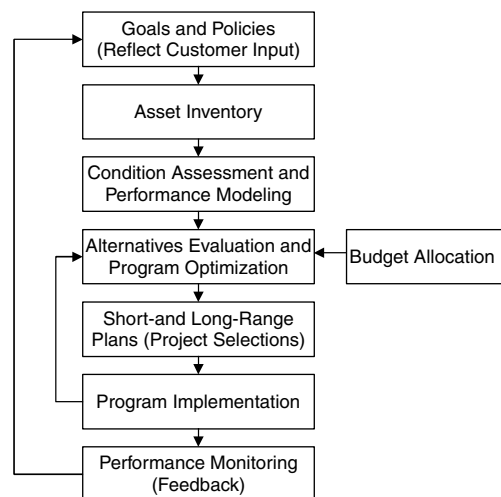 Goals and Policies
(Reflect Customer Input)
Asset Inventory
Condition Assessment and
Performance Modeling
Alternatives Evaluation and
Program Optimization
Budget Allocation
Short-and Long-Range
Plans (Project Selections)
Program Implementation
Performance Monitoring
(Feedback)